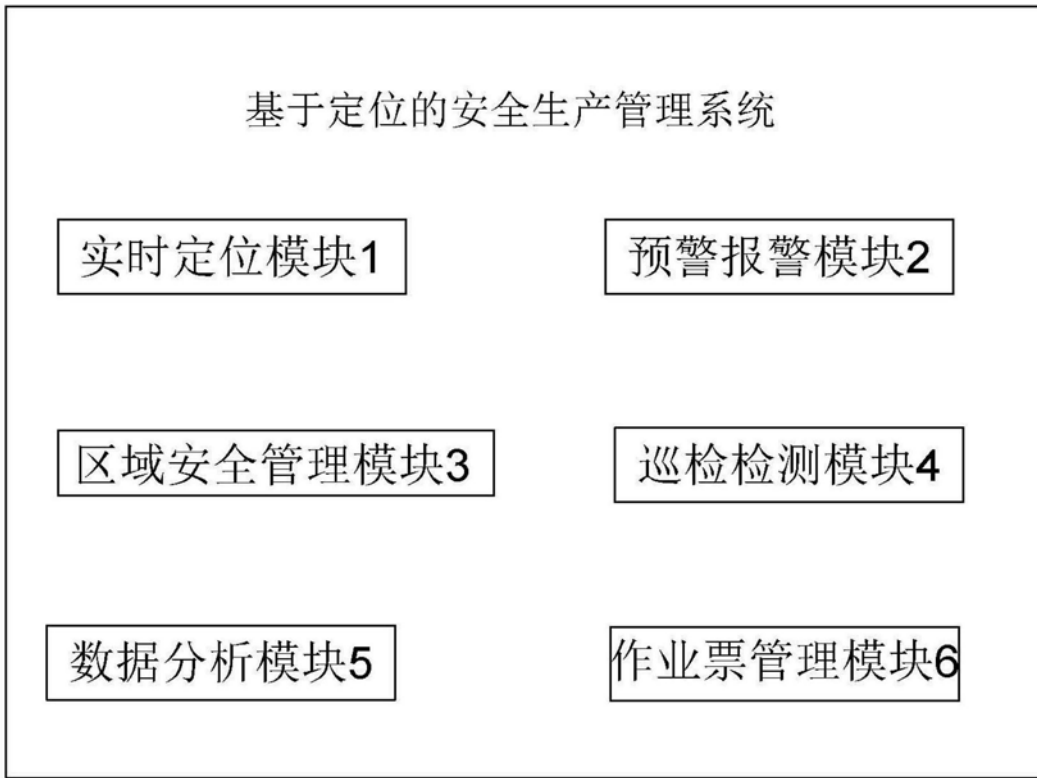 基于定位的安全生产管理系统
实时定位模块1
预警报警模块2
区域安全管理模块3
巡检检测模块4
数据分析模块5
作业票管理模块6